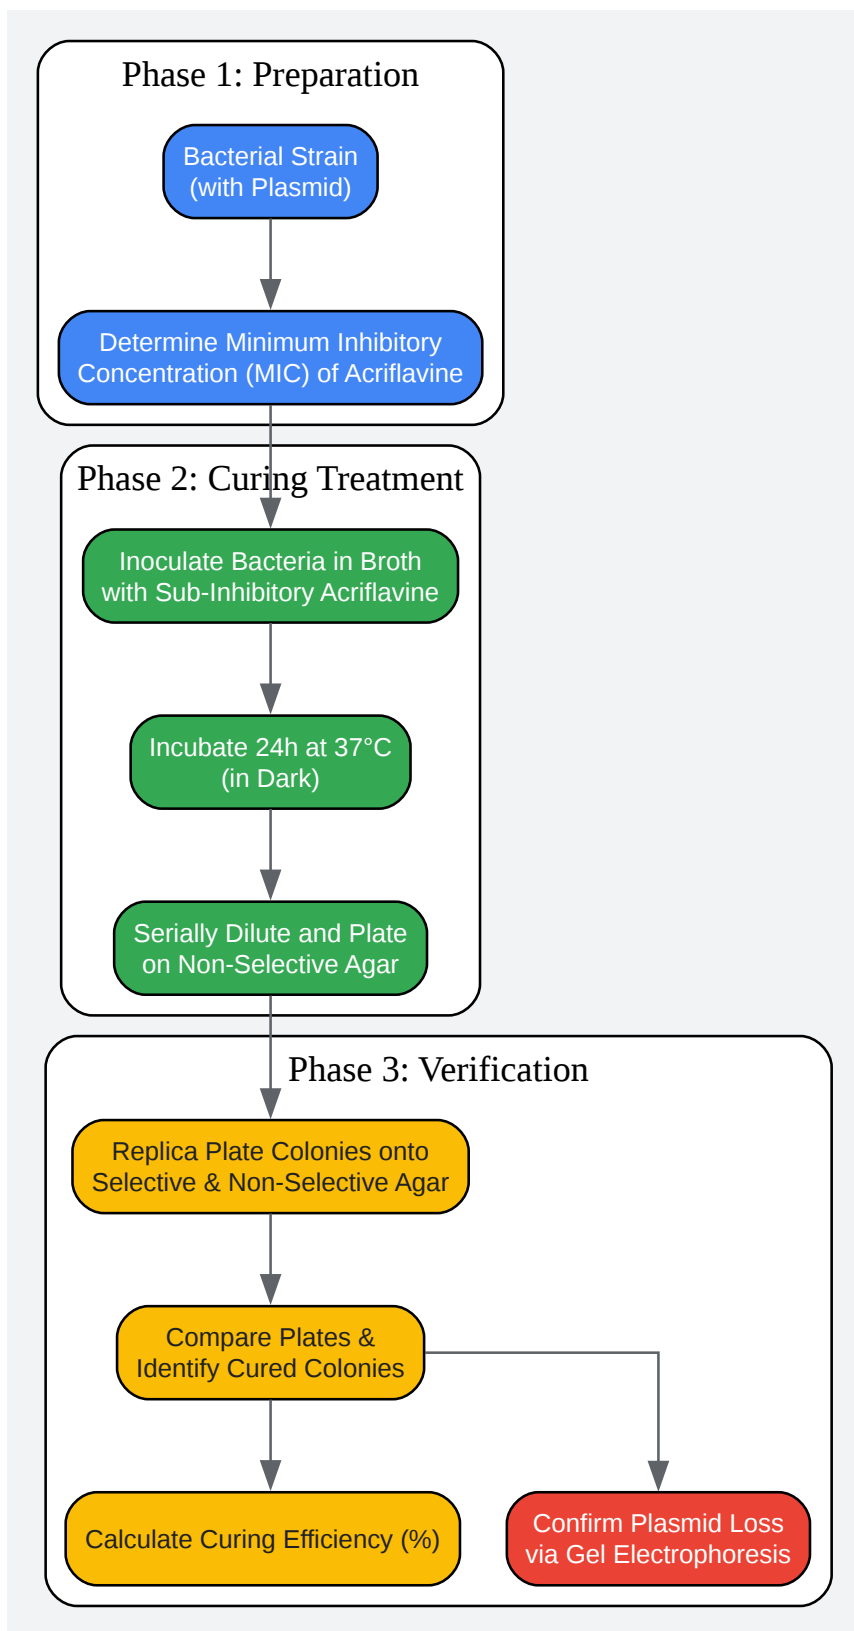 Phase 1: Preparation
Bacterial Strain
(with Plasmid)
Determine Minimum Inhibitory
Concentration (MIC) of Acriflavine
Phase 2: Curing Treatment
Inoculate Bacteria in Broth
with Sub-Inhibitory Acriflavine
Incubate 24h at 37°C
(in Dark)
Serially Dilute and Plate
on Non-Selective Agar
Phase 3: Verification
Replica Plate Colonies onto
Selective & Non-Selective Agar
Compare Plates &
Identify Cured Colonies
Calculate Curing Efficiency (%)
Confirm Plasmid Loss
via Gel Electrophoresis